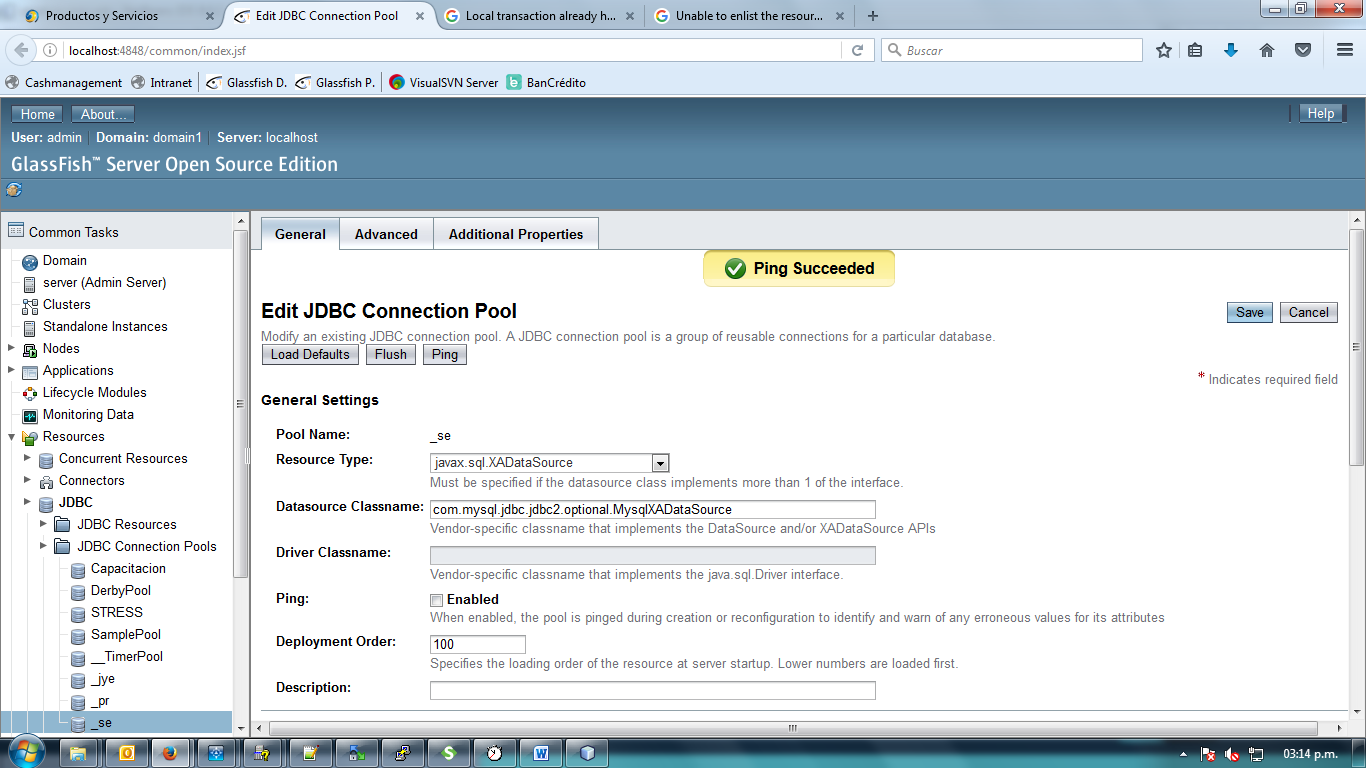 Productos y Servicios
Edit JDBC Connection Pool
Local transaction already h...
Unable to enlist the resour...
localhost:4848/common/index.jsf
Buscar
Cashmanagement
Intranet
Glassfish D.
Glassfish P.
VisualSVN Server
BanCrédito
Home
About...
Help
User: admin
Domain: domain1
Server: localhost
GlassFish™ Server Open Source Edition
Common Tasks
Domain
server (Admin Server)
Clusters
Standalone Instances
Nodes
Applications
Lifecycle Modules
Monitoring Data
Resources
Concurrent Resources
Connectors
JDBC
JDBC Resources
JDBC Connection Pools
Capacitacion
DerbyPool
STRESS
SamplePool
__TimerPool
_jye
_pr
_se
General
Advanced
Additional Properties
Ping Succeeded
Edit JDBC Connection Pool
Save
Cancel
Modify an existing JDBC connection pool. A JDBC connection pool is a group of reusable connections for a particular database.
Load Defaults
Flush
Ping
* Indicates required field
General Settings
Pool Name:
_se
Resource Type:
javax.sql.XADataSource
Must be specified if the datasource class implements more than 1 of the interface.
Datasource Classname:
com.mysql.jdbc.jdbc2.optional.MysqlXADataSource
Vendor-specific classname that implements the DataSource and/or XADataSource APIs
Driver Classname:
Vendor-specific classname that implements the java.sql.Driver interface.
Ping:
Enabled
When enabled, the pool is pinged during creation or reconfiguration to identify and warn of any erroneous values for its attributes
Deployment Order:
100
Specifies the loading order of the resource at server startup. Lower numbers are loaded first.
Description:
03:14 p.m.